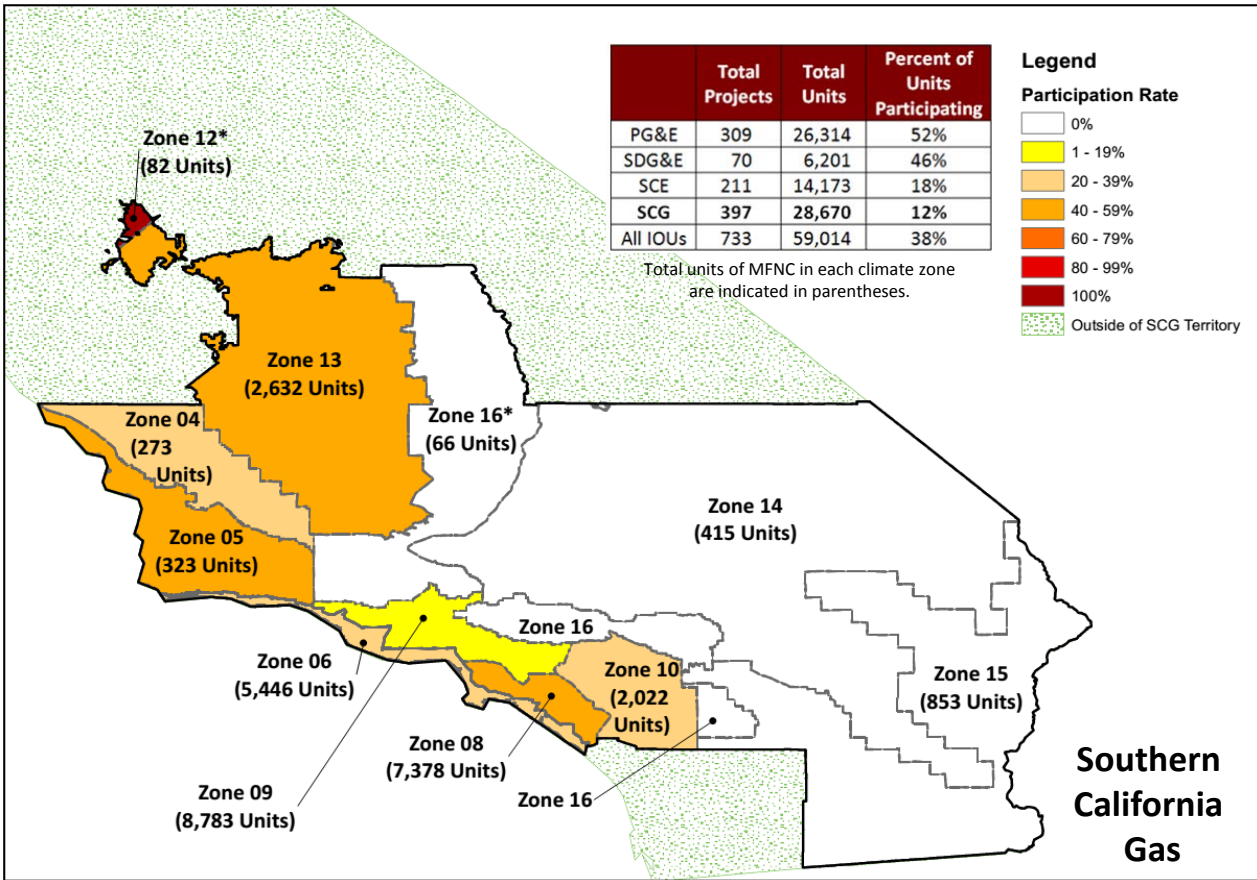 Total Projects
Total Units
Percent of Units Participating
PG&E 309 26,314 52%
SDG&E 70 6,201 46%
SCE 211 14,173 18%
SCG 397 28,670 12%
All IOUs 733 59,014 38%
Total units of MFNC in each climate zone
are indicated in parentheses.
Legend
Participation Rate
0%
1 - 19%
20 - 39%
40 - 59%
60 - 79%
80 - 99%
100%
Outside of SCG Territory
Zone 12*
(82 Units)
Zone 13
(2,632 Units)
Zone 04
(273
Units)
Zone 16*
(66 Units)
Zone 14
(415 Units)
Zone 05
(323 Units)
Zone 16
Zone 06
(5,446 Units)
Zone 10
(2,022
Units)
Zone 15
(853 Units)
Zone 08
(7,378 Units)
Zone 09
(8,783 Units)
Zone 16
Southern
California
Gas